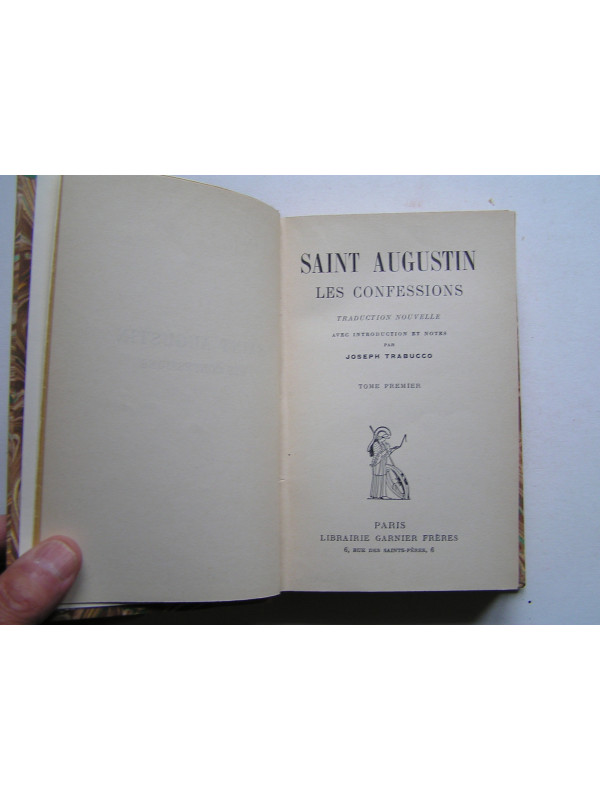 SAINT AUGUSTIN
LES CONFESSIONS
TRADUCTION NOUVELLE
AVEC INTRODUCTION ET NOTES
PAR
JOSEPH TRABUCCO
TOME PREMIER
PARIS
LIBRAIRIE GARNIER FRÈRES
6, RUE DES SAINTS-PÈRES, 6